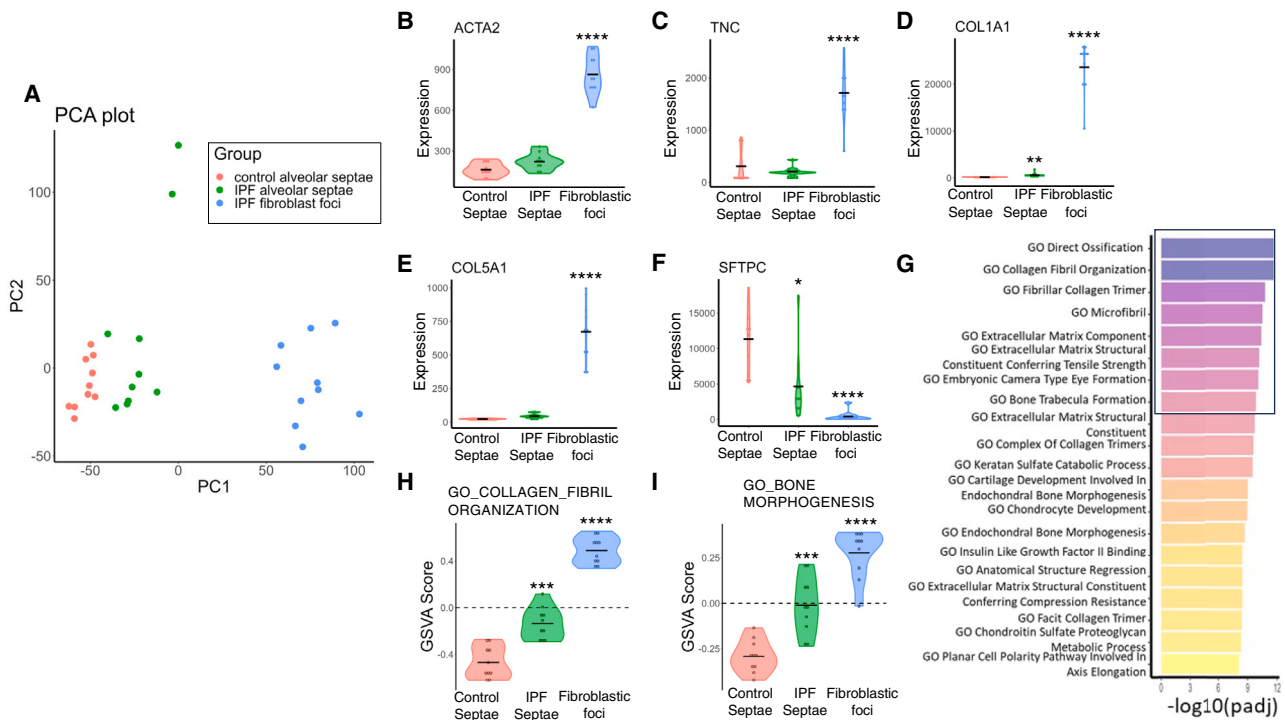 A
PCA plot
PC2
100
50
0
-50
-50
0
50
100
PC1
Group
control alveolar septae
IPF alveolar septae
IPF fibroblast foci
B
ACTA2
****
Expression
900
600
300
Control
Septae
IPF
Septae
Fibroblastic
foci
C
TNC
****
Expression
2000
1000
0
Control
Septae
IPF
Septae
Fibroblastic
foci
D
COL1A1
****
**
Expression
20000
10000
0
Control
Septae
IPF
Septae
Fibroblastic
foci
E
COL5A1
****
Expression
1000
750
500
250
0
Control
Septae
IPF
Septae
Fibroblastic
foci
F
SFTPC
*
****
Expression
15000
10000
5000
0
Control
Septae
IPF
Septae
Fibroblastic
foci
G
GO Direct Ossification
GO Collagen Fibril Organization
GO Fibrillar Collagen Trimer
GO Microfibril
GO Extracellular Matrix Component
GO Extracellular Matrix Structural
Constituent Conferring Tensile Strength
GO Embryonic Camera Type Eye Formation
GO Bone Trabecula Formation
GO Extracellular Matrix Structural
Constituent
GO Complex Of Collagen Trimers
GO Keratan Sulfate Catabolic Process
GO Cartilage Development Involved In
Endochondral Bone Morphogenesis
GO Chondrocyte Development
GO Endochondral Bone Morphogenesis
GO Insulin Like Growth Factor II Binding
GO Anatomical Structure Regression
GO Extracellular Matrix Structural Constituent
Conferring Compression Resistance
GO Facit Collagen Trimer
GO Chondroitin Sulfate Proteoglycan
Metabolic Process
GO Planar Cell Polarity Pathway Involved In
Axis Elongation
0
3
6
9
12
-log10(padj)
H
GO_COLLAGEN_FIBRIL
ORGANIZATION
***
****
GSVA Score
0.4
0.0
-0.4
Control
Septae
IPF
Septae
Fibroblastic
foci
I
GO_BONE
MORPHOGENESIS
***
****
GSVA Score
0.25
0.00
-0.25
Control
Septae
IPF
Septae
Fibroblastic
foci